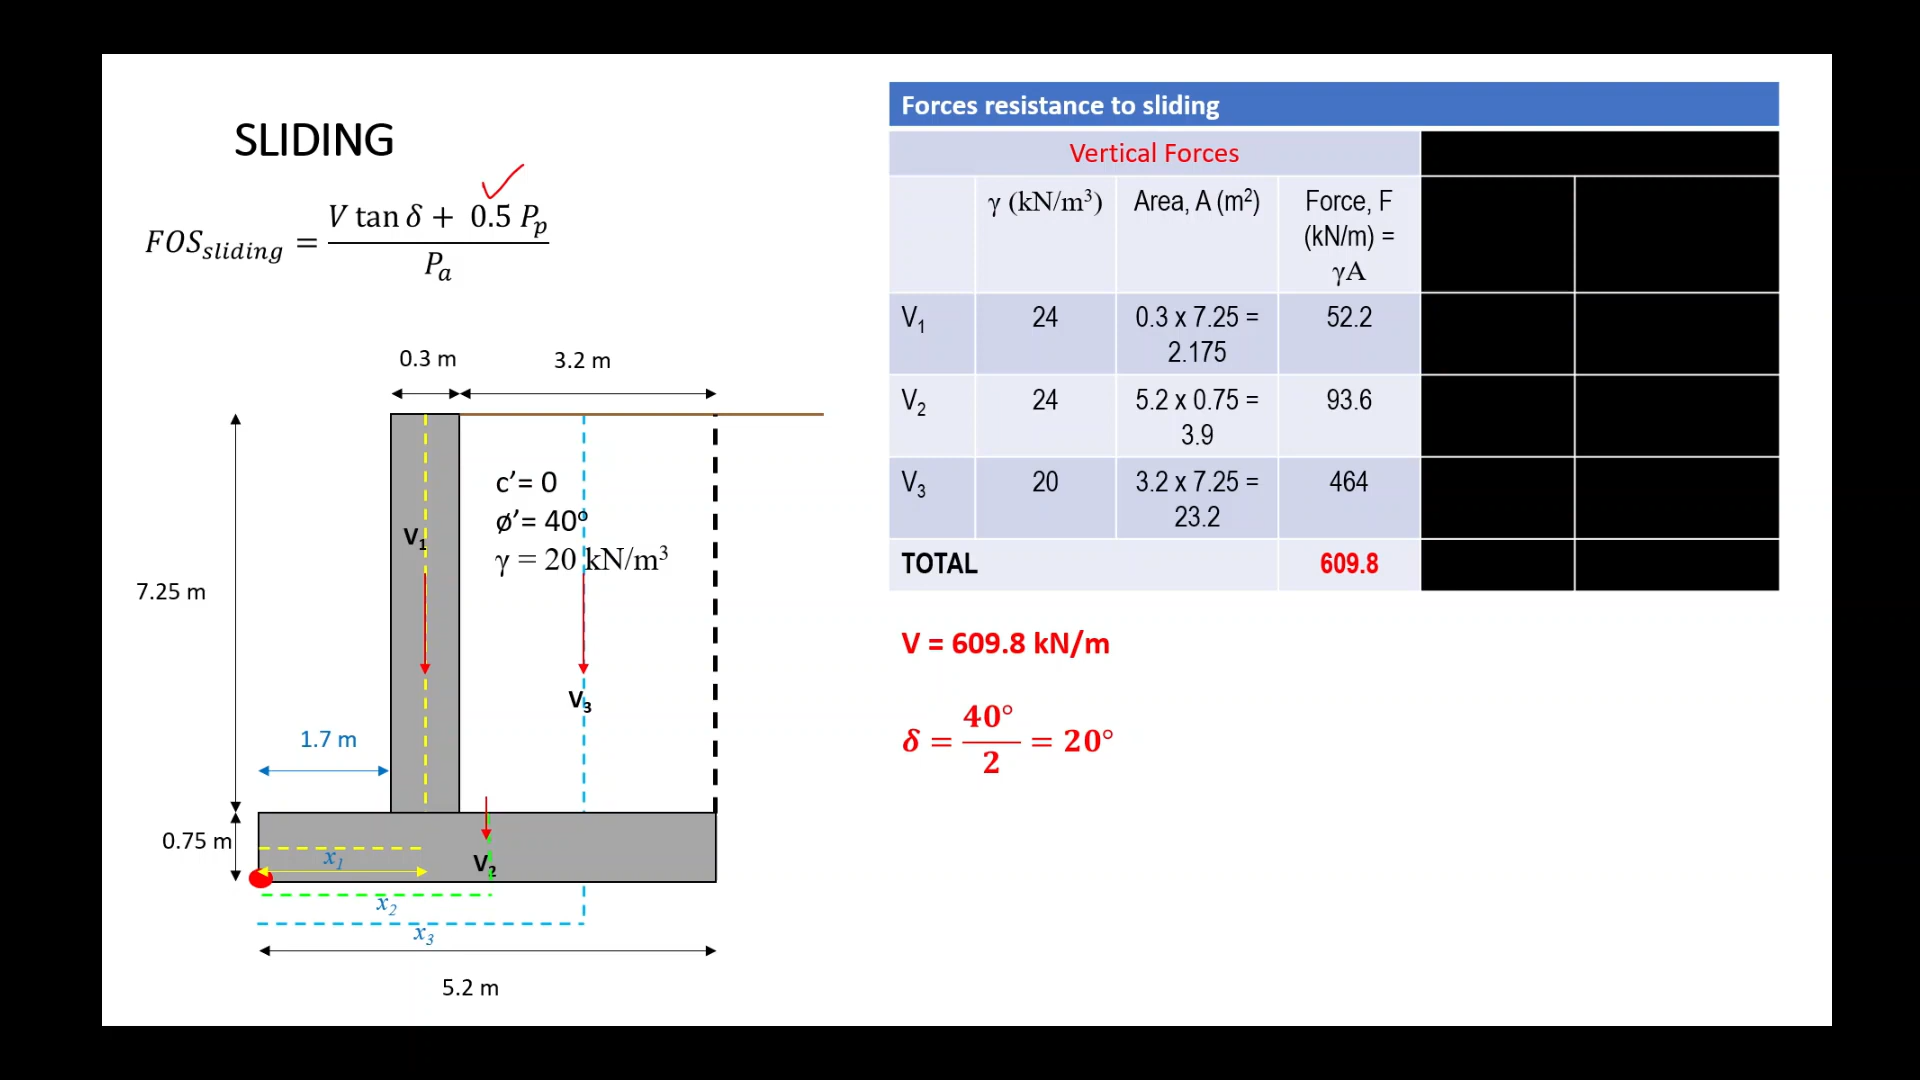 SLIDING
FOSsliding = (V tan δ + 0.5 Pp) / Pa
0.3 m
3.2 m
c’= 0
ø’= 40º
γ = 20 kN/m³
V₁
7.25 m
V₃
1.7 m
0.75 m
x₁
V₂
x₂
x₃
5.2 m
Forces resistance to sliding
Vertical Forces
γ (kN/m³) Area, A (m²) Force, F (kN/m) = γA
V₁ 24 0.3 x 7.25 = 2.175 52.2
V₂ 24 5.2 x 0.75 = 3.9 93.6
V₃ 20 3.2 x 7.25 = 23.2 464
TOTAL 609.8
V = 609.8 kN/m
δ = 40° / 2 = 20°